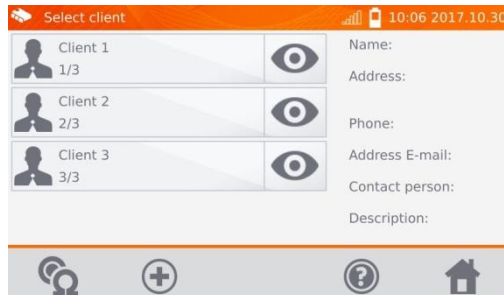 Select client
10:06 2017.10.30
Client 1
1/3
Client 2
2/3
Client 3
3/3
Name:
Address:
Phone:
Address E-mail:
Contact person:
Description: